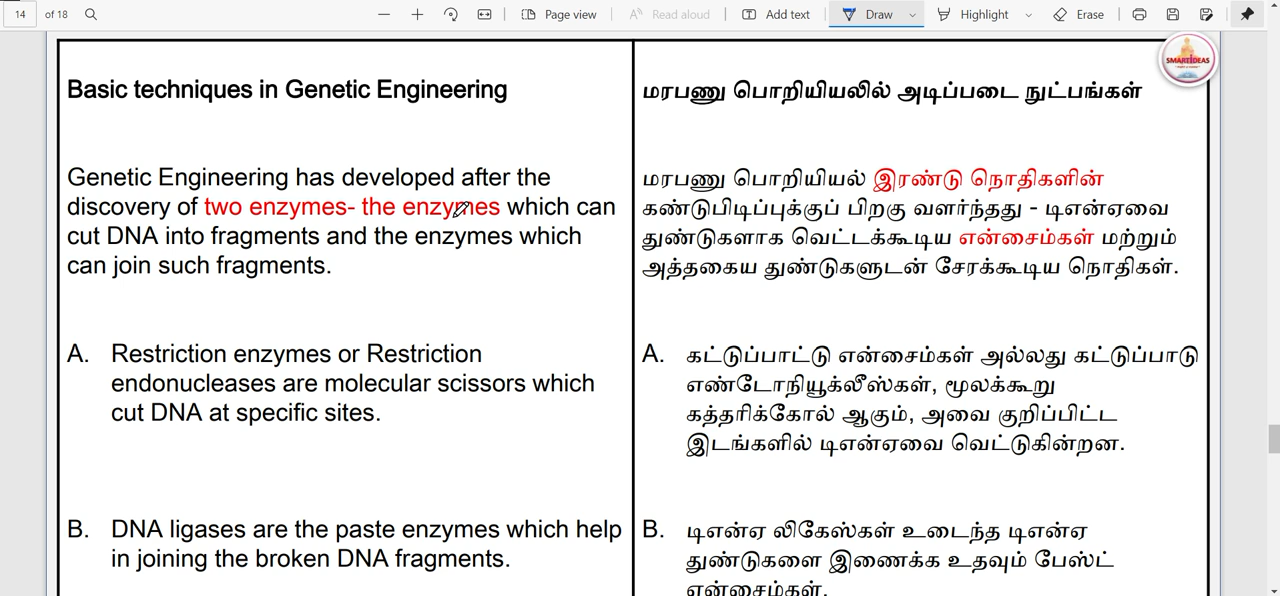 14 of 18 Page view Read aloud Add text Draw Highlight Erase
SMARTIDEAS
Basic techniques in Genetic Engineering
Genetic Engineering has developed after the
discovery of two enzymes- the enzymes which can
cut DNA into fragments and the enzymes which
can join such fragments.
A. Restriction enzymes or Restriction
endonucleases are molecular scissors which
cut DNA at specific sites.
B. DNA ligases are the paste enzymes which help
in joining the broken DNA fragments.
மரபணு பொறியியலில் அடிப்படை நுட்பங்கள்
மரபணு பொறியியல் இரண்டு நொதிகளின்
கண்டுபிடிப்புக்குப் பிறகு வளர்ந்தது - டிஎன்ஏவை
துண்டுகளாக வெட்டக்கூடிய என்சைம்கள் மற்றும்
அத்தகைய துண்டுகளுடன் சேரக்கூடிய நொதிகள்.
A. கட்டுப்பாட்டு என்சைம்கள் அல்லது கட்டுப்பாடு
எண்டோநியூக்லீஸ்கள், மூலக்கூறு
கத்தரிக்கோல் ஆகும், அவை குறிப்பிட்ட
இடங்களில் டிஎன்ஏவை வெட்டுகின்றன.
B. டிஎன்ஏ லிகேஸ்கள் உடைந்த டிஎன்ஏ
துண்டுகளை இணைக்க உதவும் பேஸ்ட்
என்சைம்கள்.